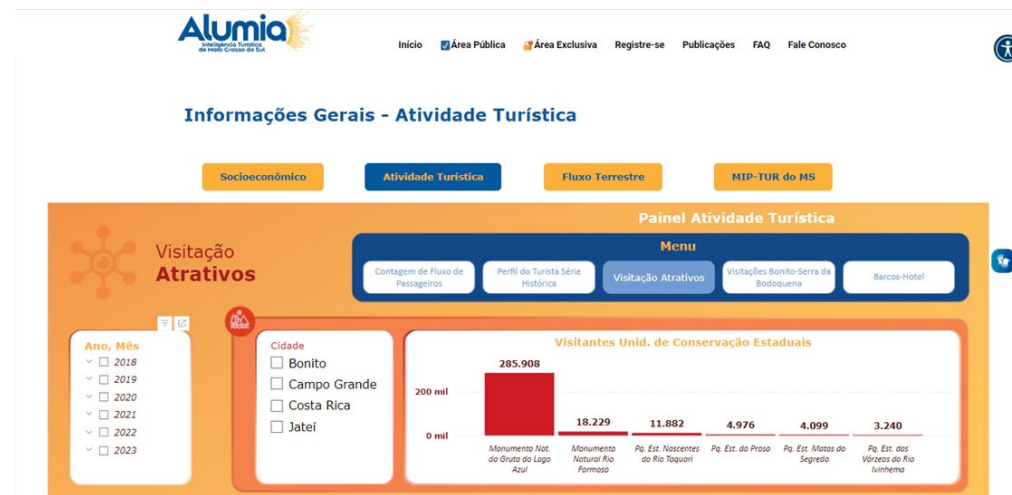 Alumia
Inteligência Turística
de Mato Grosso do Sul
Início Área Pública Área Exclusiva Registre-se Publicações FAQ Fale Conosco
Informações Gerais - Atividade Turística
Socioeconômico Atividade Turística Fluxo Terrestre MIP-TUR do MS
Painel Atividade Turística
Visitação
Atrativos
Menu
Contagem de Fluxo de
Passageiros
Perfil do Turista Série
Histórica
Visitação Atrativos
Visitações Bonito-Serra da
Bodoquena
Barcos-Hotel
Ano, Mês
2018
2019
2020
2021
2022
2023
Cidade
Bonito
Campo Grande
Costa Rica
Jateí
Visitantes Unid. de Conservação Estaduais
200 mil
0 mil
285.908
18.229
11.882
4.976
4.099
3.240
Monumento Nat.
da Gruta do Lago
Azul
Monumento
Natural Rio
Formoso
Pq. Est. Nascentes
do Rio Taquari
Pq. Est. do Prosa
Pq. Est. Matas do
Segredo
Pq. Est. das
Várzeas do Rio
Ivinhema